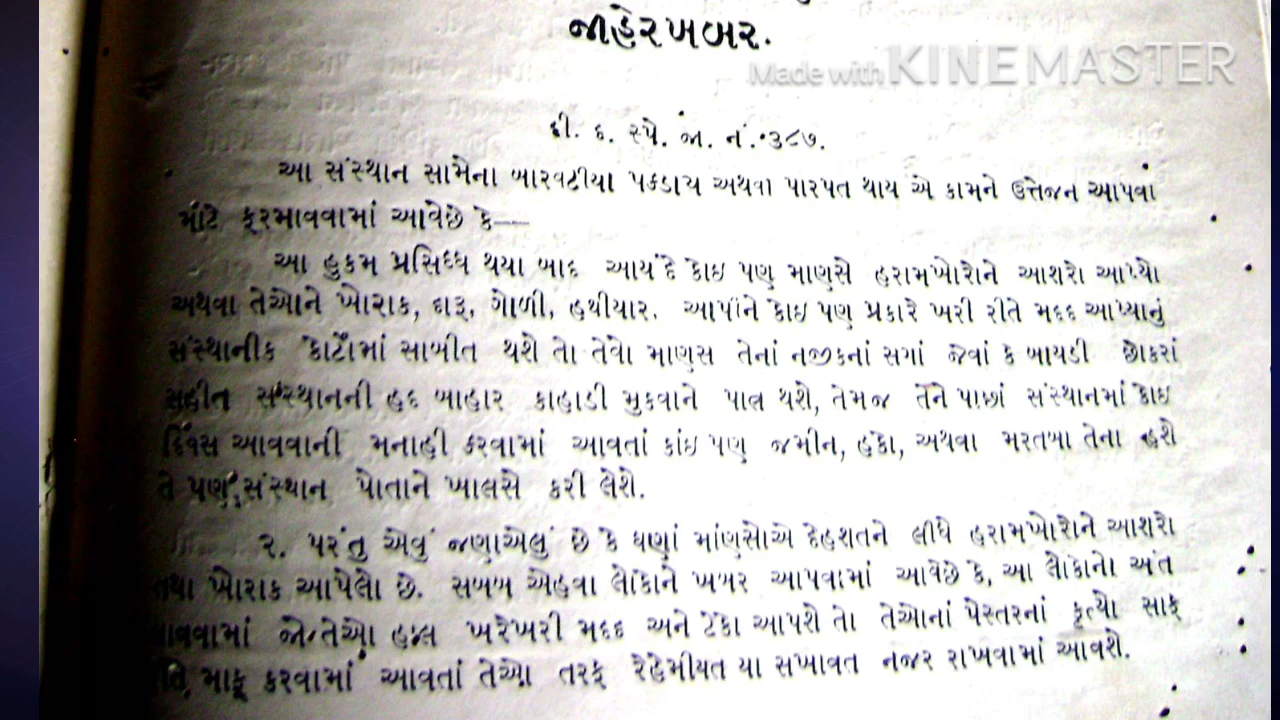 જાહેર ખબર.
Made with KINEMASTER
દી. દ. સ્પે. જા. નં. ૩૮૭.
આ સંસ્થાન સામેના બારવટીયા પકડાય અથવા પારપત થાય એ કામને ઉત્તેજન આપવા
માટે ફરમાવવામાં આવેછે કે—
આ હુકમ પ્રસિધ્ધ થયા બાદ આયંદે કોઇ પણ માણસે હરામખોરોને આશરો આપ્યો
અથવા તેઓને ખોરાક, દારૂ, ગોળી, હથીયાર. આપીને કોઇ પણ પ્રકારે ખરી રીતે મદદ આપ્યાનું
સંસ્થાનીક કોર્ટોમાં સાબીત થશે તો તેવો માણસ તેનાં નજીકનાં સગાં જેવાં કે બાયડી છોકરાં
સહીત સંસ્થાનની હદ બાહાર કાહાડી મુકવાને પાત્ર થશે, તેમજ તેને પાછાં સંસ્થાનમાં કોઇ
દિવસ આવવાની મનાહી કરવામાં આવતાં કાંઇ પણ જમીન, હકો, અથવા મરતબા તેના હશે
તે પણ સંસ્થાન પોતાને ખાલસે કરી લેશે.
૨. પરંતુ એવું જણાએલું છે કે ઘણાં માંણસોએ દેહશતને લીધે હરામખોરોને આશરો
તથા ખોરાક આપેલો છે. સબબ એહવા લોકોને ખબર આપવામાં આવેછે કે, આ લોકોનો અંત
લાવવામાં જો તેઓ હજુ ખરેખરી મદદ અને ટેકો આપશે તો તેઓનાં પેસ્તરનાં કૃત્યો સાફ
રીતે માફ કરવામાં આવતાં તેઓ તરફ રેહેમીયત યા સખાવત નજર રાખવામાં આવશે.